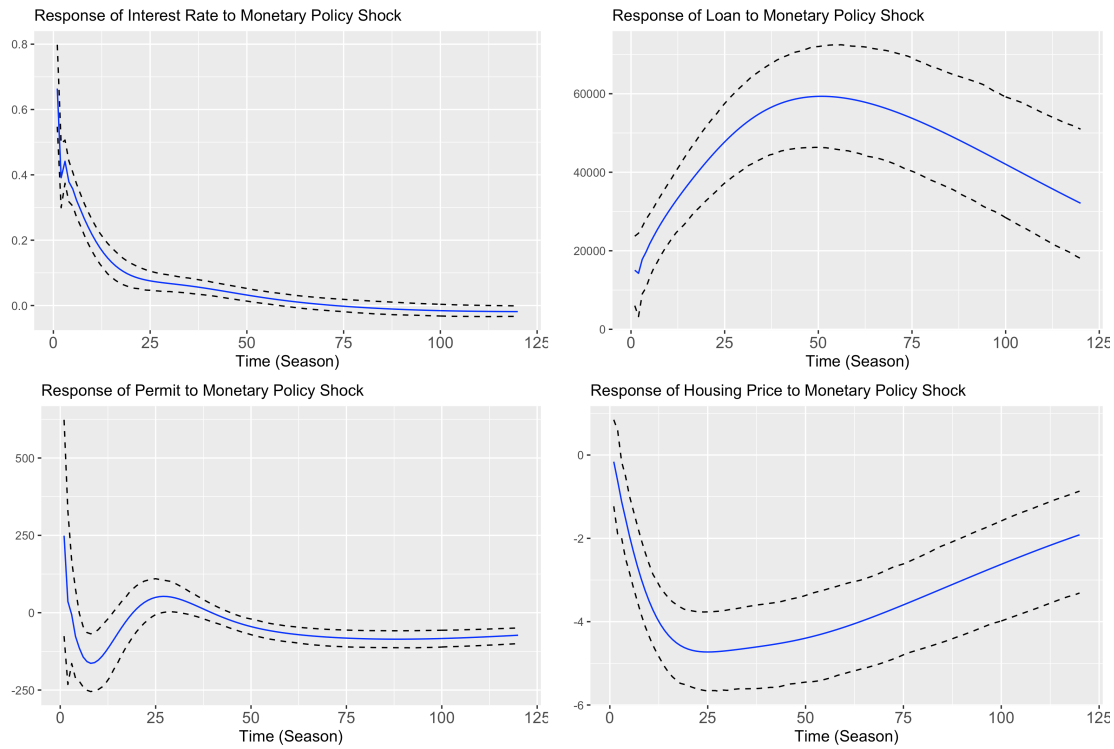 Response of Interest Rate to Monetary Policy Shock
0.8
0.6
0.4
0.2
0.0
0 25 50 75 100 125
Time (Season)
Response of Loan to Monetary Policy Shock
60000
40000
20000
0
0 25 50 75 100 125
Time (Season)
Response of Permit to Monetary Policy Shock
500
250
0
-250
0 25 50 75 100 125
Time (Season)
Response of Housing Price to Monetary Policy Shock
0
-2
-4
-6
0 25 50 75 100 125
Time (Season)